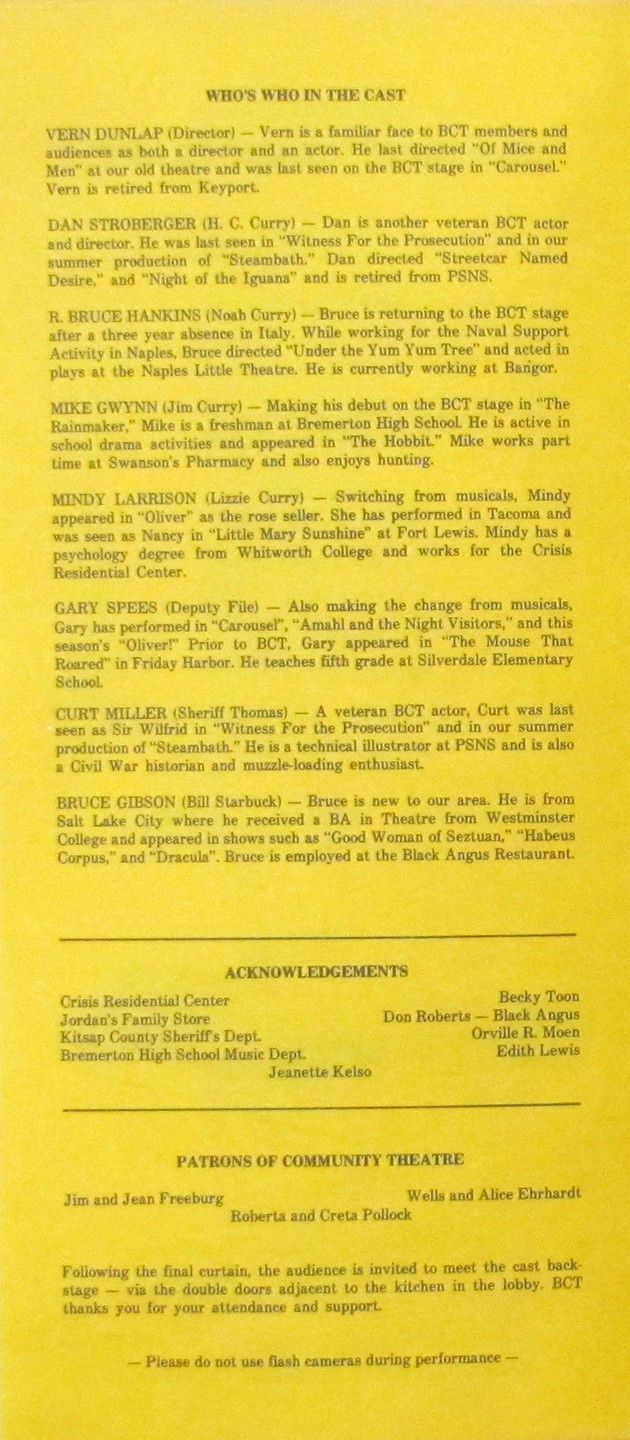 WHO'S WHO IN THE CAST
VERN DUNLAP (Director) — Vern is a familiar face to BCT members and
audiences as both a director and an actor. He last directed "Of Mice and
Men" at our old theatre and was last seen on the BCT stage in "Carousel."
Vern is retired from Keyport.
DAN STROBERGER (H. C. Curry) — Dan is another veteran BCT actor
and director. He was last seen in "Witness For the Prosecution" and in our
summer production of "Steambath." Dan directed "Streetcar Named
Desire," and "Night of the Iguana" and is retired from PSNS.
R. BRUCE HANKINS (Noah Curry) — Bruce is returning to the BCT stage
after a three year absence in Italy. While working for the Naval Support
Activity in Naples, Bruce directed "Under the Yum Yum Tree" and acted in
plays at the Naples Little Theatre. He is currently working at Bangor.
MIKE GWYNN (Jim Curry) — Making his debut on the BCT stage in "The
Rainmaker," Mike is a freshman at Bremerton High School. He is active in
school drama activities and appeared in "The Hobbit." Mike works part
time at Swanson's Pharmacy and also enjoys hunting.
MINDY LARRISON (Lizzie Curry) — Switching from musicals, Mindy
appeared in "Oliver" as the rose seller. She has performed in Tacoma and
was seen as Nancy in "Little Mary Sunshine" at Fort Lewis. Mindy has a
psychology degree from Whitworth College and works for the Crisis
Residential Center.
GARY SPEES (Deputy File) — Also making the change from musicals,
Gary has performed in "Carousel", "Amahl and the Night Visitors," and this
season's "Oliver!" Prior to BCT, Gary appeared in "The Mouse That
Roared" in Friday Harbor. He teaches fifth grade at Silverdale Elementary
School.
CURT MILLER (Sheriff Thomas) — A veteran BCT actor, Curt was last
seen as Sir Wilfrid in "Witness For the Prosecution" and in our summer
production of "Steambath." He is a technical illustrator at PSNS and is also
a Civil War historian and muzzle-loading enthusiast.
BRUCE GIBSON (Bill Starbuck) — Bruce is new to our area. He is from
Salt Lake City where he received a BA in Theatre from Westminster
College and appeared in shows such as "Good Woman of Seztuan," "Habeus
Corpus," and "Dracula". Bruce is employed at the Black Angus Restaurant.
ACKNOWLEDGEMENTS
Crisis Residential Center Becky Toon
Jordan's Family Store Don Roberts — Black Angus
Kitsap County Sheriff's Dept. Orville R. Moen
Bremerton High School Music Dept. Edith Lewis
Jeanette Kelso
PATRONS OF COMMUNITY THEATRE
Jim and Jean Freeburg Wells and Alice Ehrhardt
Roberta and Creta Pollock
Following the final curtain, the audience is invited to meet the cast back-
stage — via the double doors adjacent to the kitchen in the lobby. BCT
thanks you for your attendance and support.
— Please do not use flash cameras during performance —